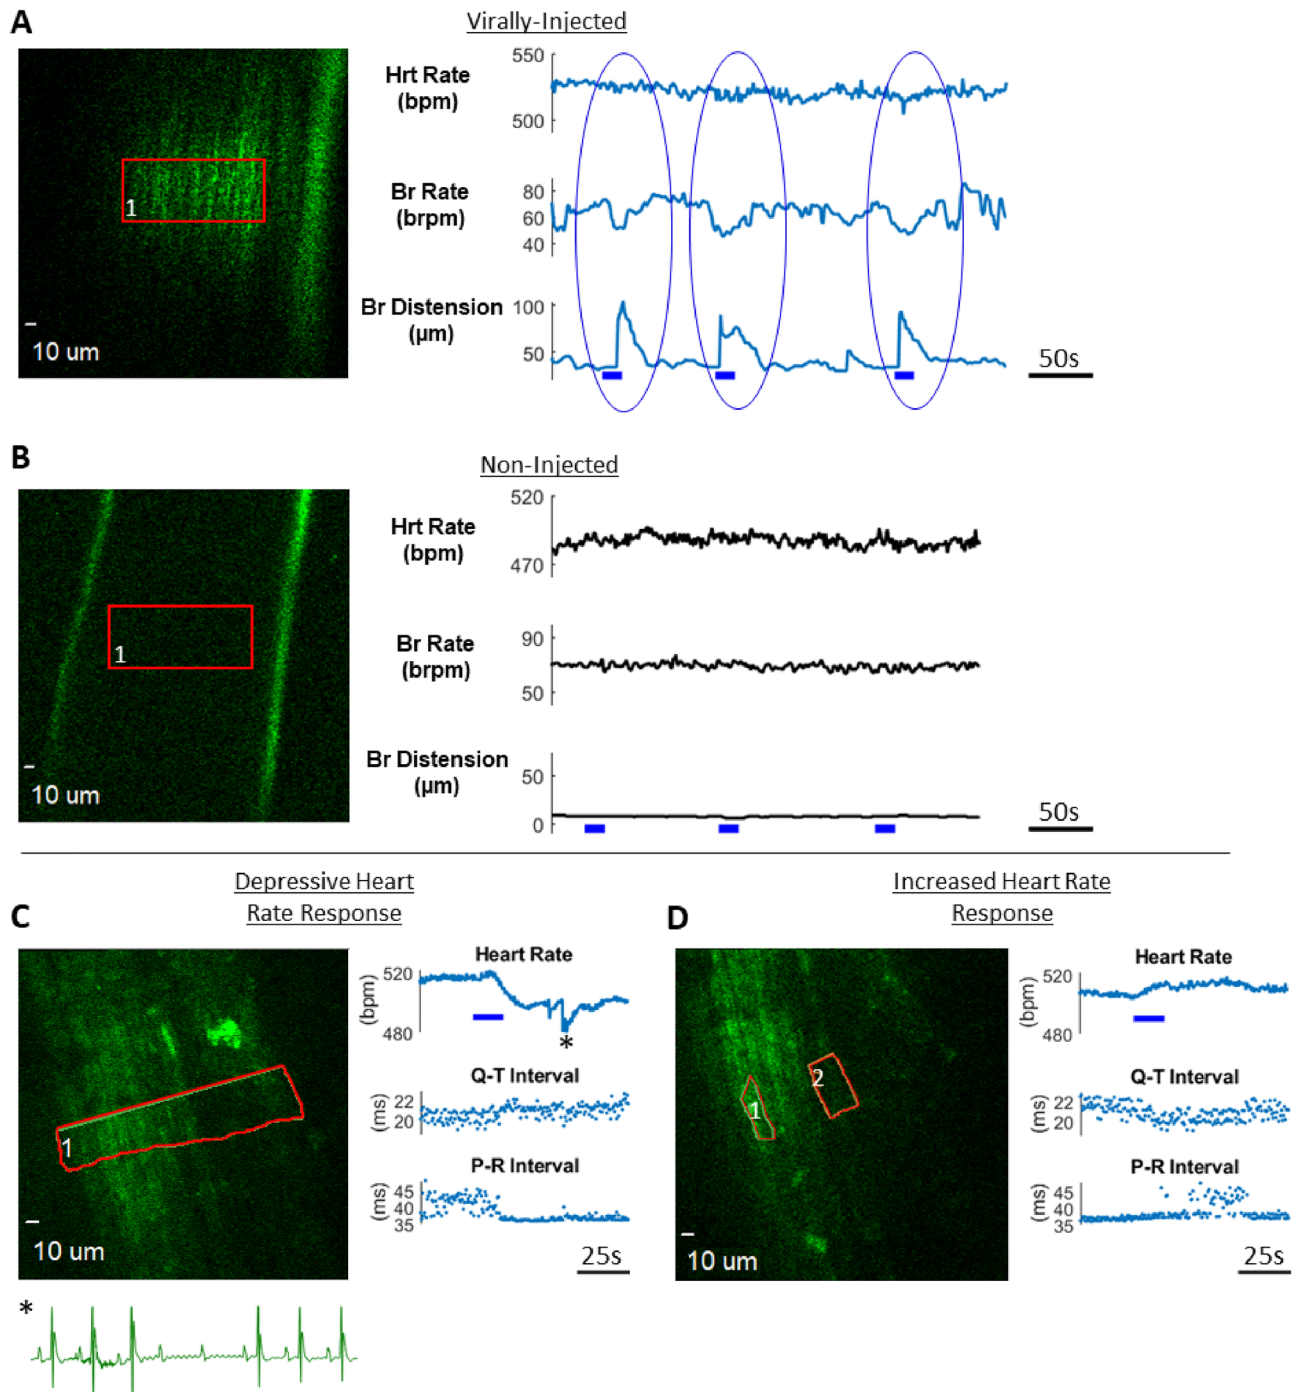 A
Virally-Injected
1
10 um
Hrt Rate
(bpm)
550
500
Br Rate
(brpm)
80
60
40
Br Distension
(µm)
100
50
50s
B
Non-Injected
1
10 um
Hrt Rate
(bpm)
520
470
Br Rate
(brpm)
90
50
Br Distension
(µm)
50
0
50s
Depressive Heart
Rate Response
C
1
10 um
Heart Rate
(bpm)
520
480
*
Q-T Interval
(ms)
22
20
P-R Interval
(ms)
45
40
35
25s
*
Increased Heart Rate
Response
D
1
2
10 um
Heart Rate
(bpm)
520
480
Q-T Interval
(ms)
22
20
P-R Interval
(ms)
45
40
35
25s